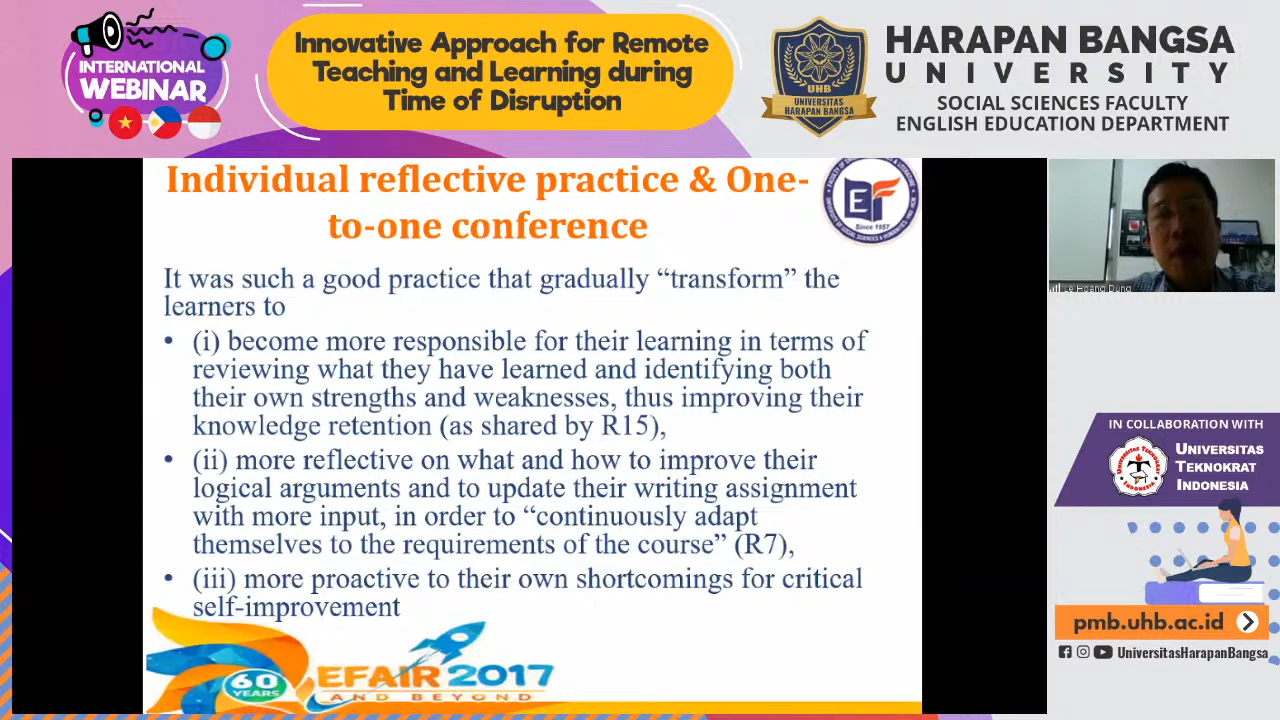 INTERNATIONAL
WEBINAR
Innovative Approach for Remote
Teaching and Learning during
Time of Disruption
UHB
UNIVERSITAS
HARAPAN BANGSA
HARAPAN BANGSA
UNIVERSITY
SOCIAL SCIENCES FACULTY
ENGLISH EDUCATION DEPARTMENT
Individual reflective practice & One-
to-one conference
EF
Since 1957
It was such a good practice that gradually “transform” the
learners to
• (i) become more responsible for their learning in terms of
reviewing what they have learned and identifying both
their own strengths and weaknesses, thus improving their
knowledge retention (as shared by R15),
• (ii) more reflective on what and how to improve their
logical arguments and to update their writing assignment
with more input, in order to “continuously adapt
themselves to the requirements of the course” (R7),
• (iii) more proactive to their own shortcomings for critical
self-improvement
60
YEARS
EFAIR 2017
AND BEYOND
Le Hoang Dung
IN COLLABORATION WITH
UNIVERSITAS
TEKNOKRAT
INDONESIA
pmb.uhb.ac.id
UniversitasHarapanBangsa